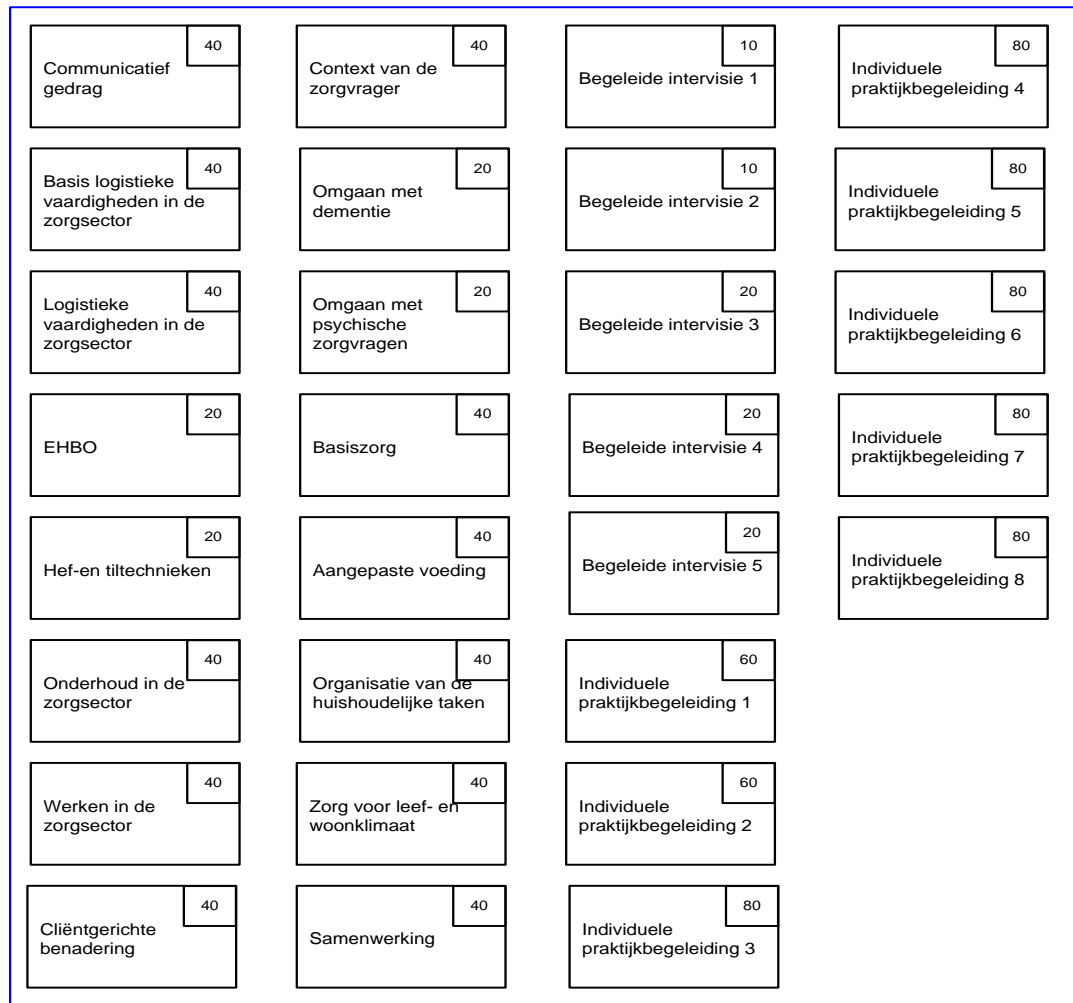 40
Communicatief
gedrag
40
Context van de
zorgvrager
10
Begeleide intervisie 1
80
Individuele
praktijkbegeleiding 4
40
Basis logistieke
vaardigheden in de
zorgsector
20
Omgaan met
dementie
10
Begeleide intervisie 2
80
Individuele
praktijkbegeleiding 5
40
Logistieke
vaardigheden in de
zorgsector
20
Omgaan met
psychische
zorgvragen
20
Begeleide intervisie 3
80
Individuele
praktijkbegeleiding 6
20
EHBO
40
Basiszorg
20
Begeleide intervisie 4
80
Individuele
praktijkbegeleiding 7
20
Hef-en tiltechnieken
40
Aangepaste voeding
20
Begeleide intervisie 5
80
Individuele
praktijkbegeleiding 8
40
Onderhoud in de
zorgsector
40
Organisatie van de
huishoudelijke taken
60
Individuele
praktijkbegeleiding 1
40
Werken in de
zorgsector
40
Zorg voor leef- en
woonklimaat
60
Individuele
praktijkbegeleiding 2
40
Cliëntgerichte
benadering
40
Samenwerking
80
Individuele
praktijkbegeleiding 3